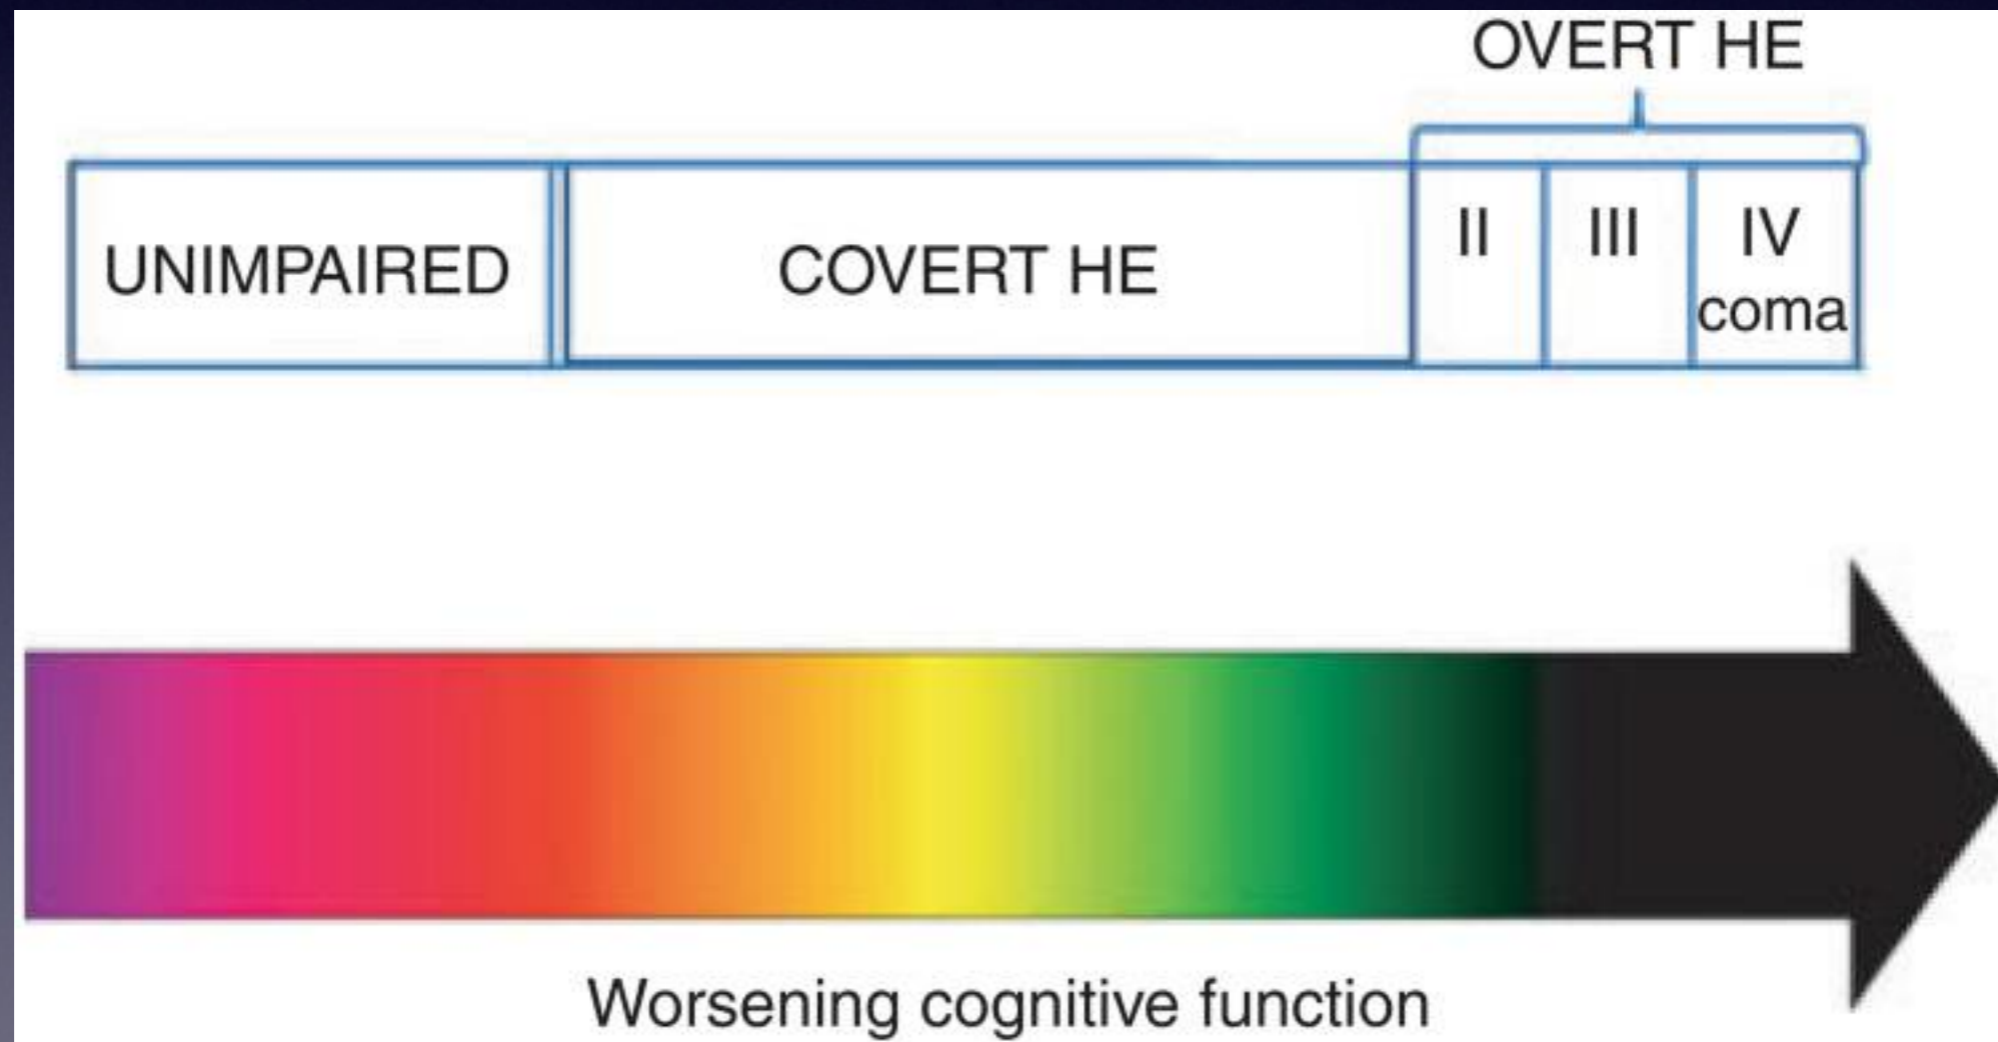 OVERT HE
UNIMPAIRED
COVERT HE
II
III
IV
coma
Worsening cognitive function